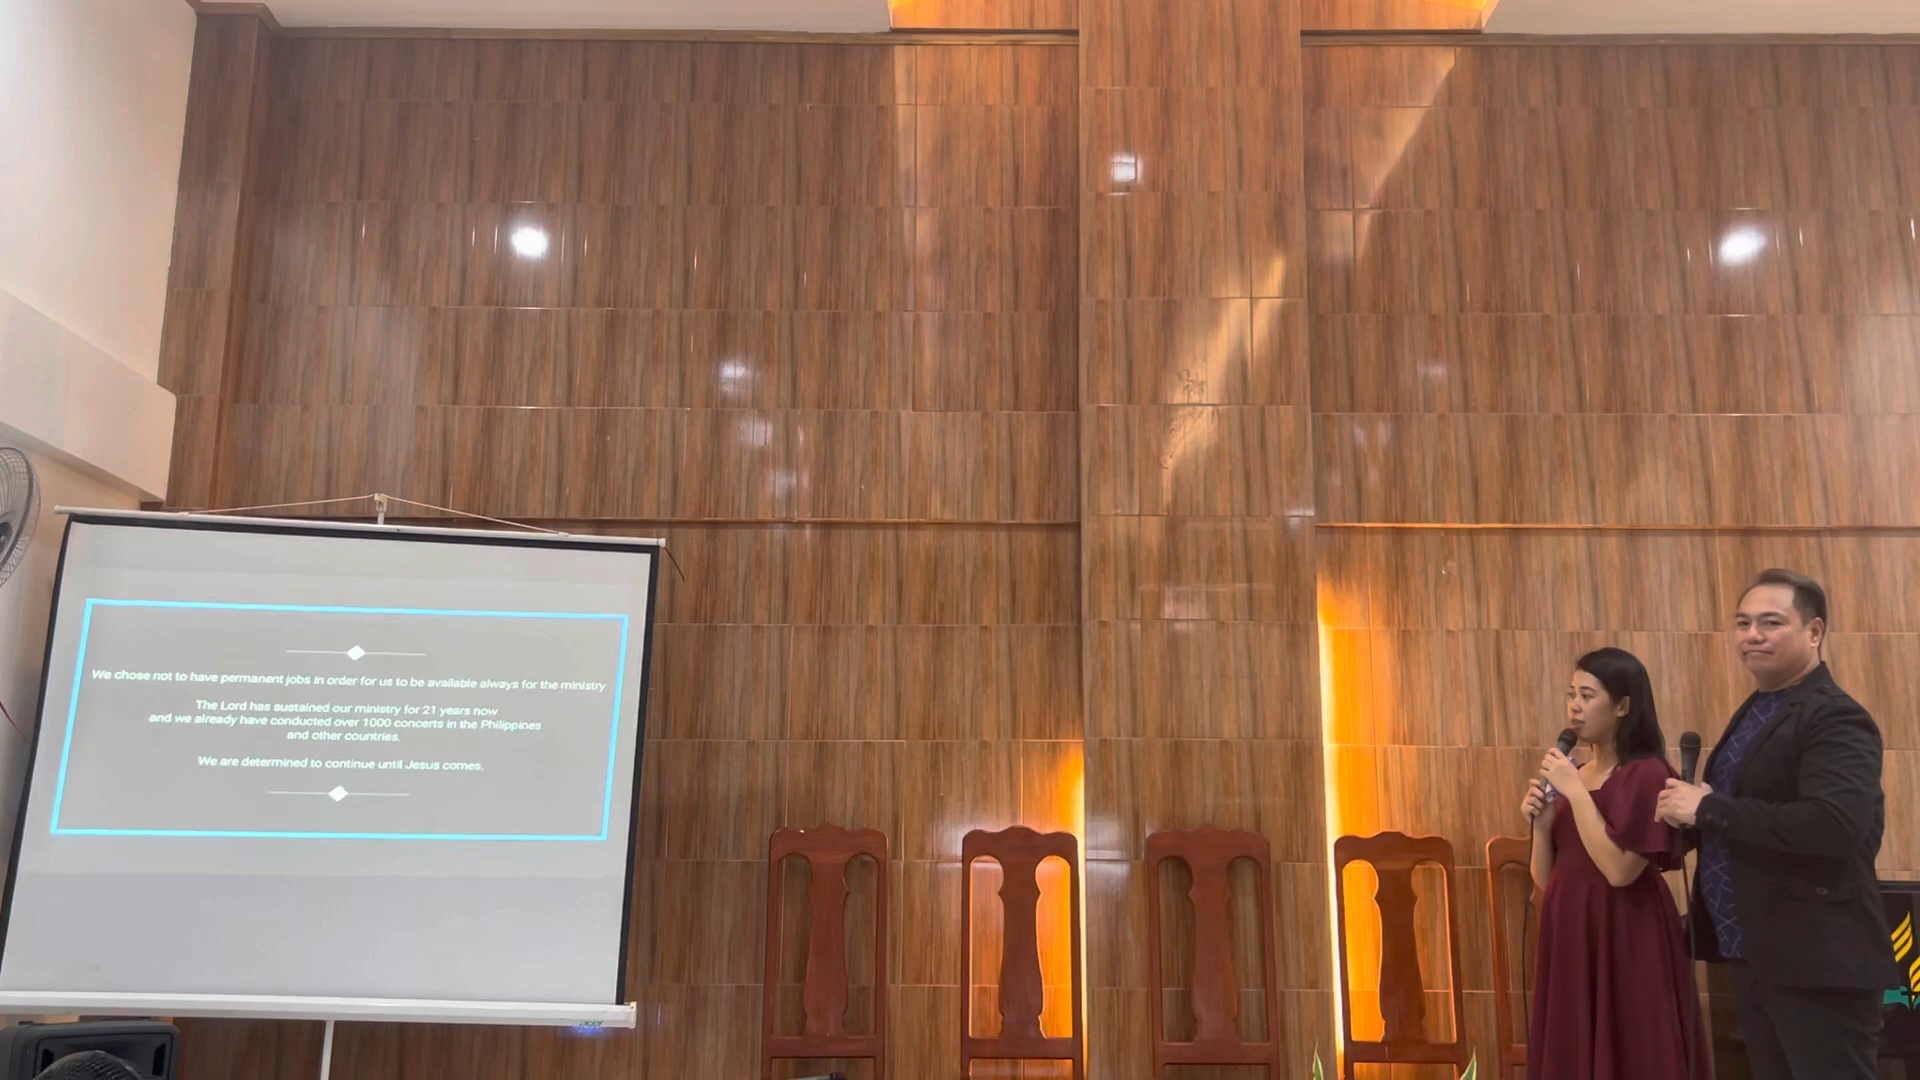 We chose not to have permanent jobs in order for us to be available always for the ministry
The Lord has sustained our ministry for 21 years now
and we already have conducted over 1000 concerts in the Philippines
and other countries.
We are determined to continue until Jesus comes.